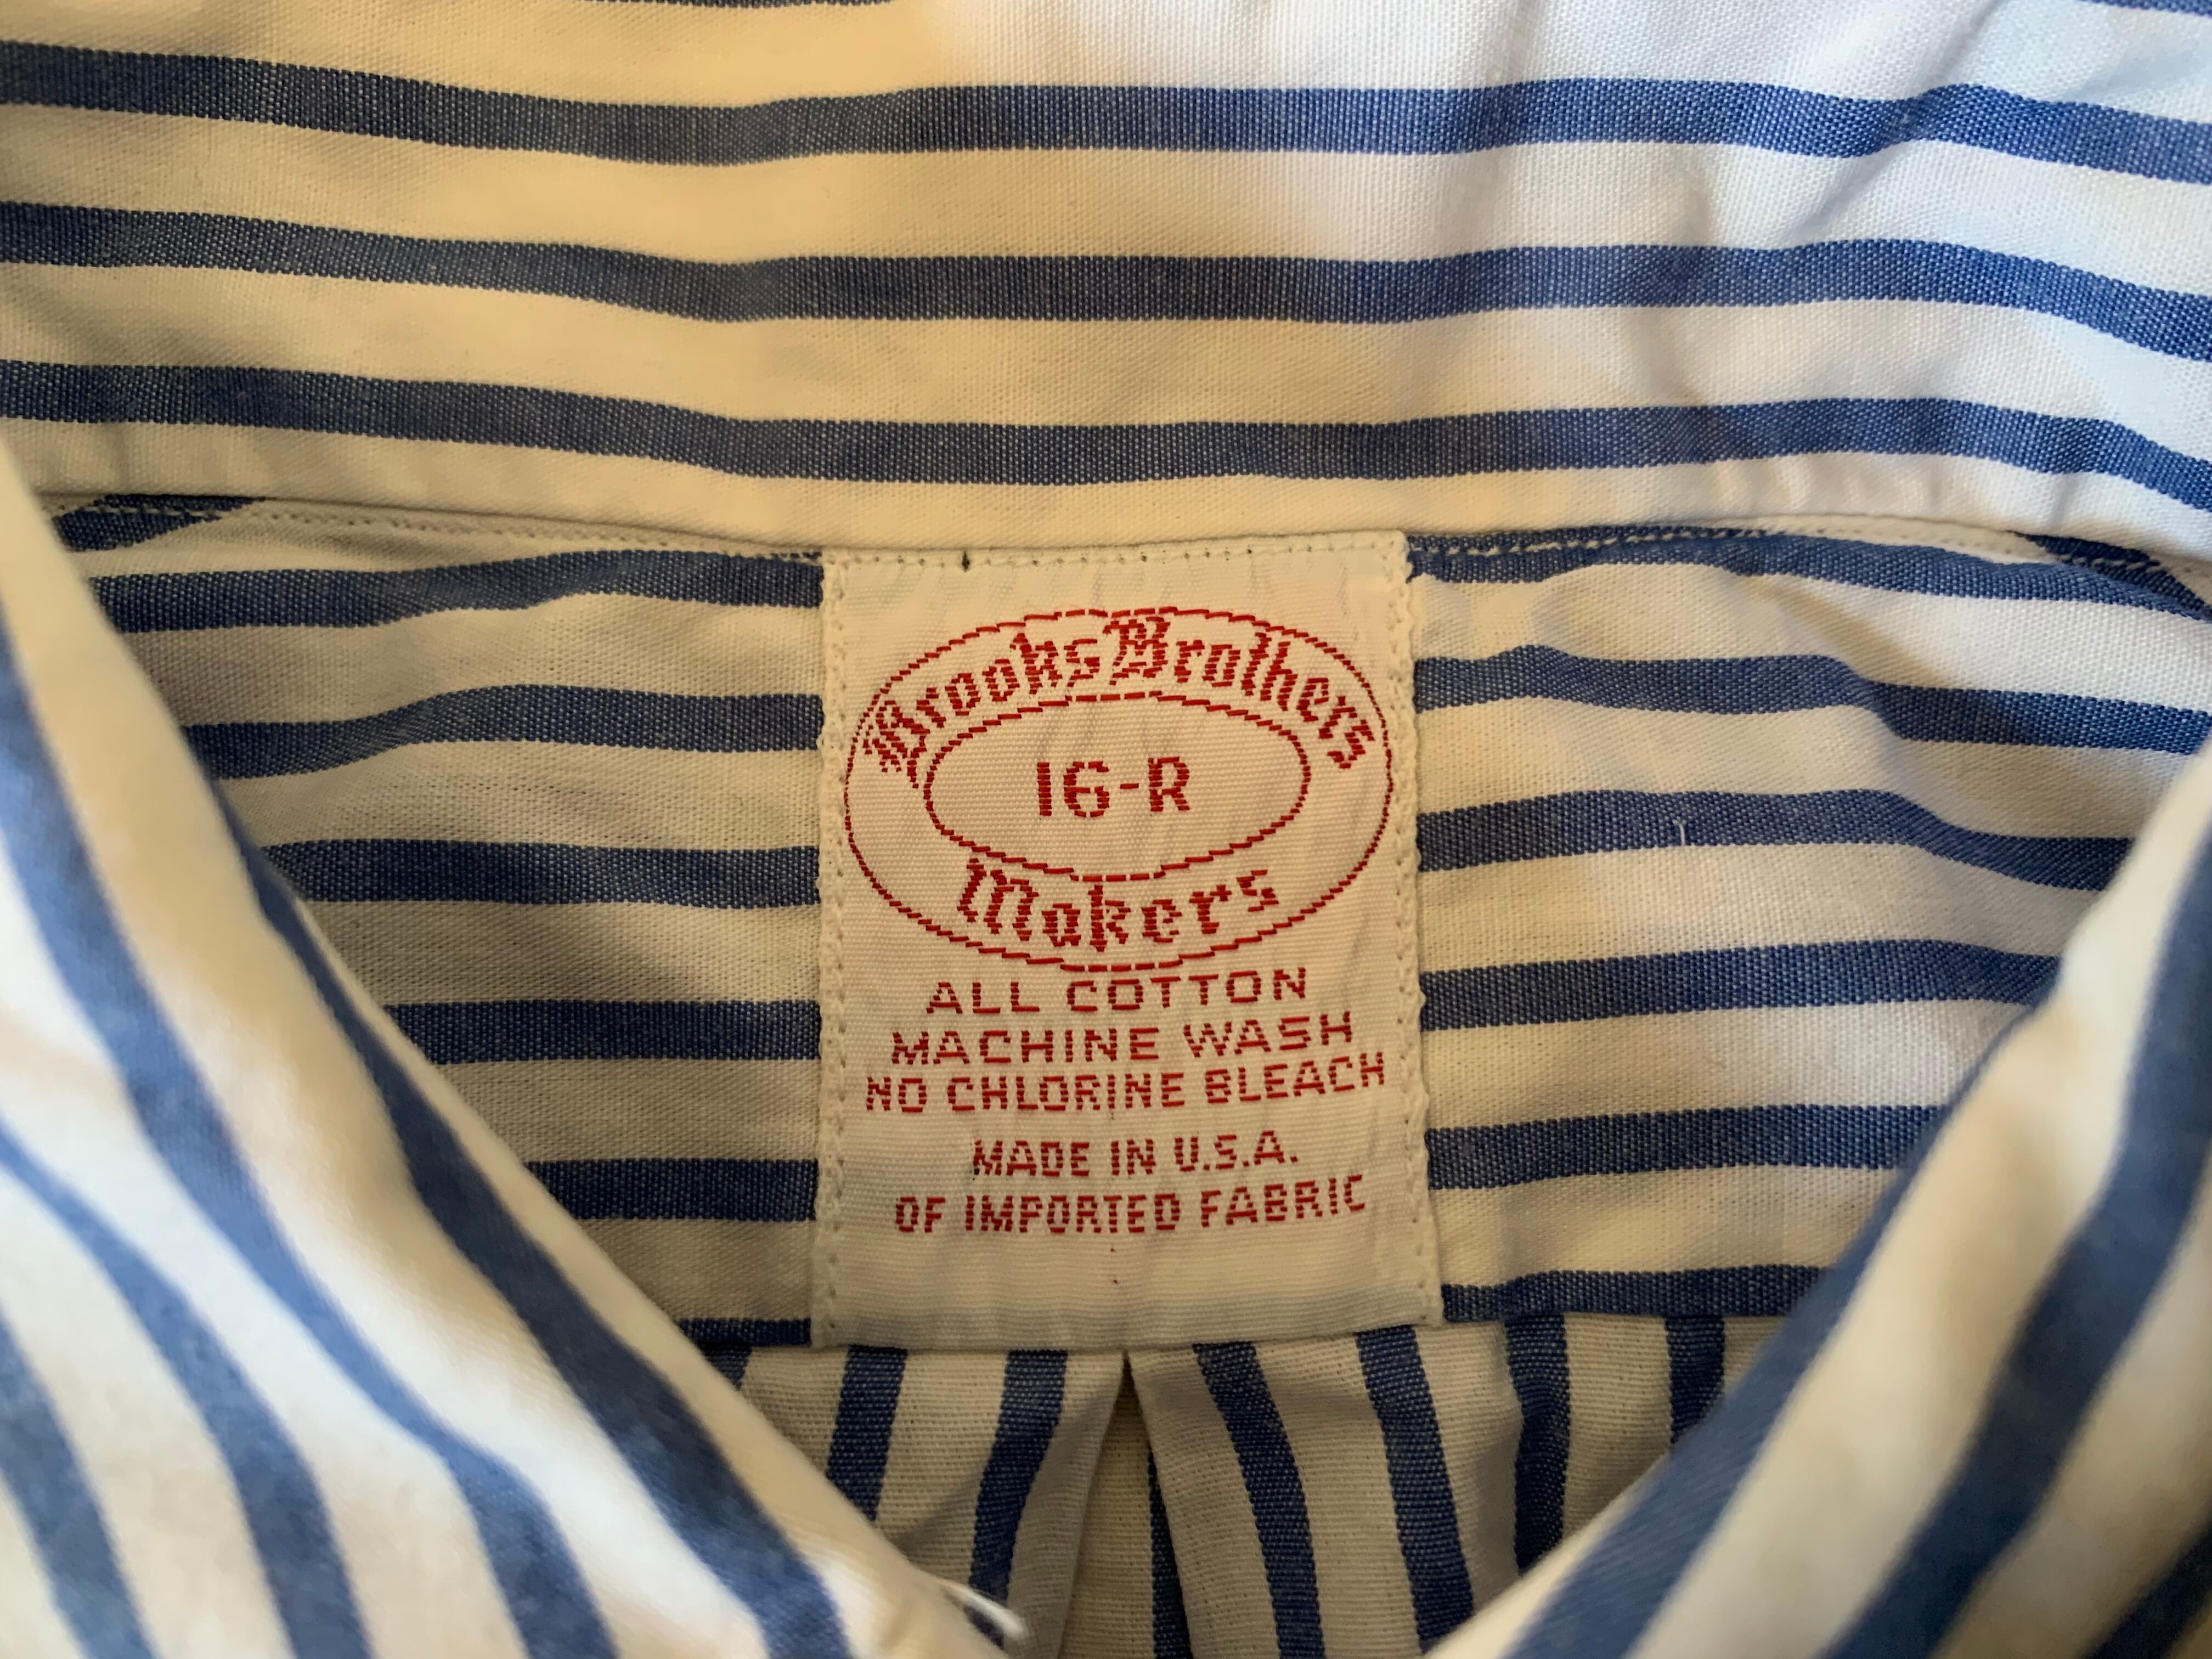 Brooks Brothers
16-R
Makers
ALL COTTON
MACHINE WASH
NO CHLORINE BLEACH
MADE IN U.S.A.
OF IMPORTED FABRIC